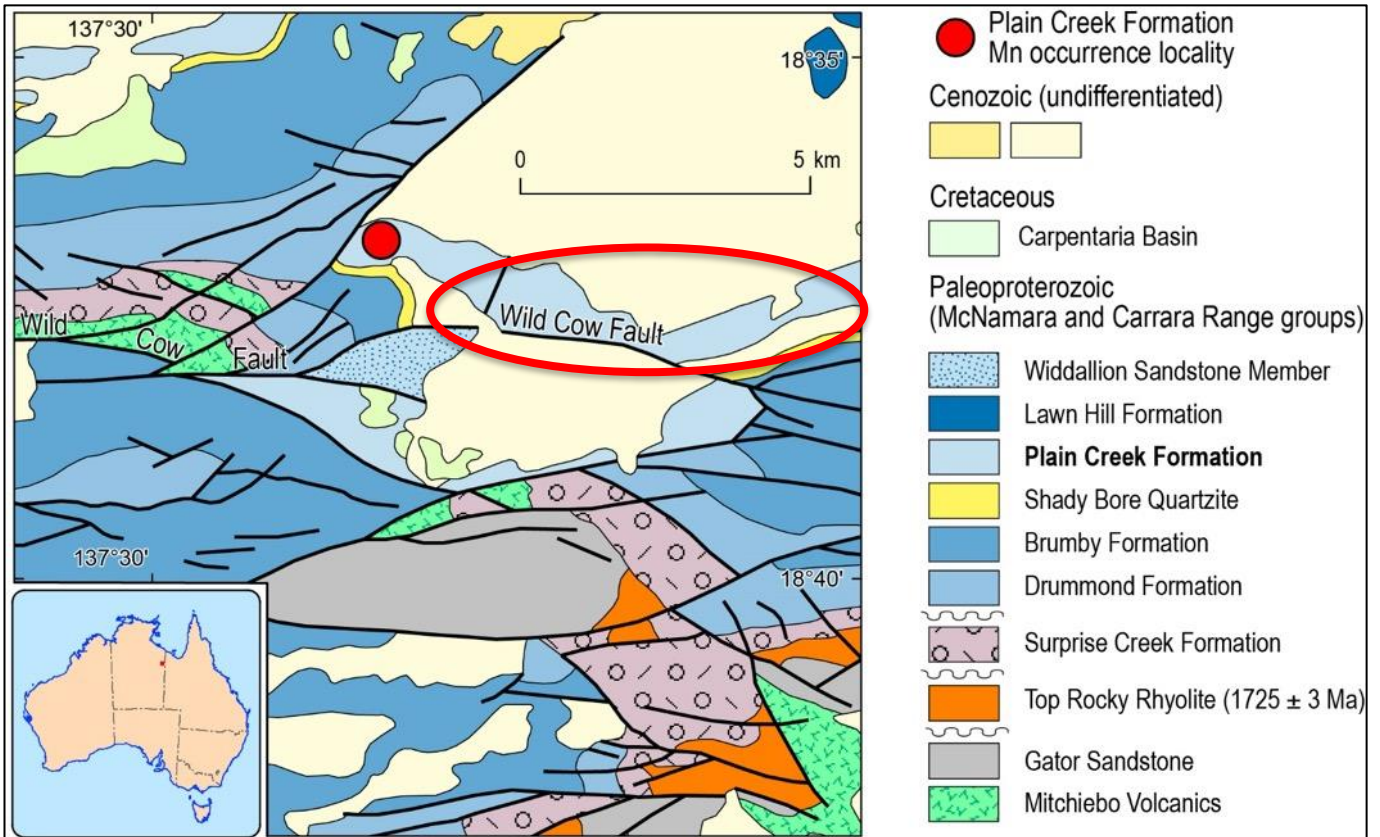 137°30'
18°35'
0 5 km
Wild Cow Fault
Wild Cow Fault
137°30'
18°40'
Plain Creek Formation
Mn occurrence locality
Cenozoic (undifferentiated)
Cretaceous
Carpentaria Basin
Paleoproterozoic
(McNamara and Carrara Range groups)
Widdallion Sandstone Member
Lawn Hill Formation
Plain Creek Formation
Shady Bore Quartzite
Brumby Formation
Drummond Formation
Surprise Creek Formation
Top Rocky Rhyolite (1725 ± 3 Ma)
Gator Sandstone
Mitchiebo Volcanics